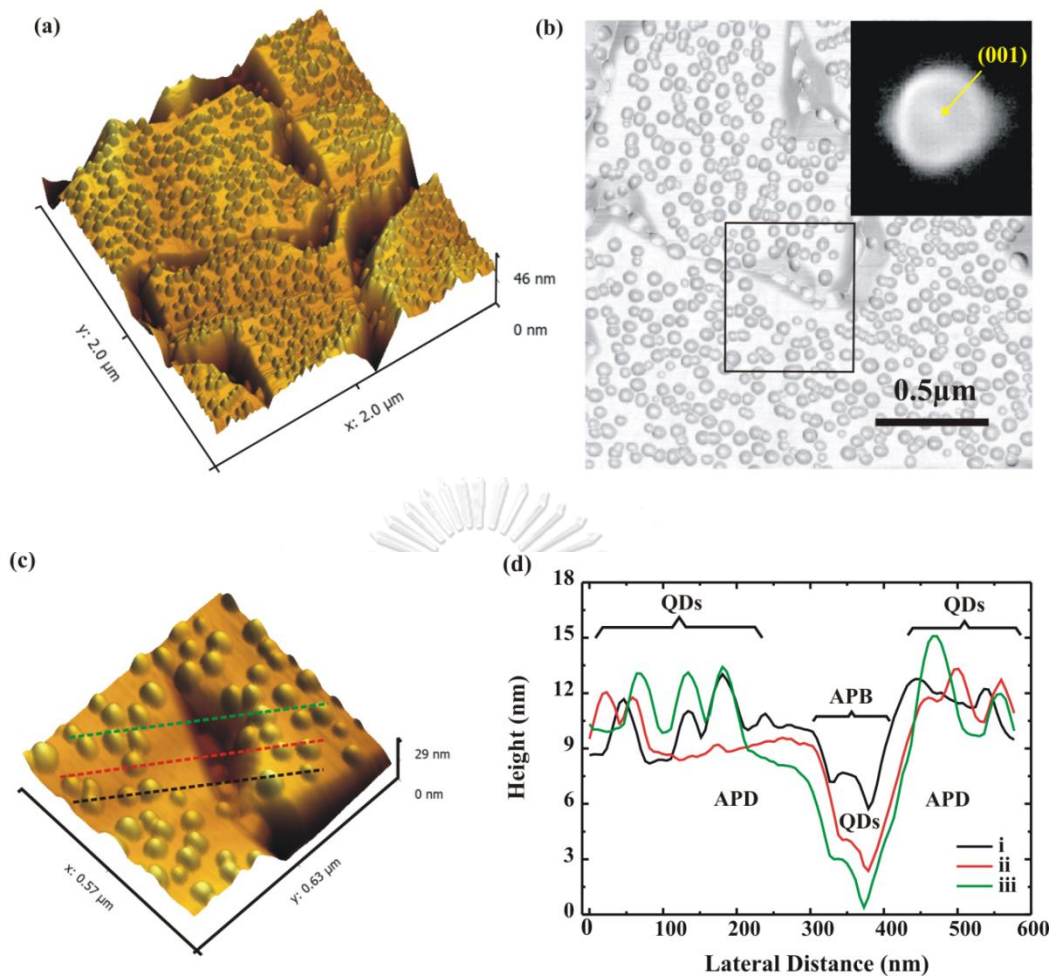 (a)
46 nm
0 nm
y: 2.0 µm
x: 2.0 µm
(b)
(001)
0.5µm
(c)
29 nm
0 nm
x: 0.57 µm
y: 0.63 µm
(d)
18
15
12
9
6
3
0
Height (nm)
QDs
QDs
APB
APD
QDs
APD
i
ii
iii
0
100
200
300
400
500
600
Lateral Distance (nm)